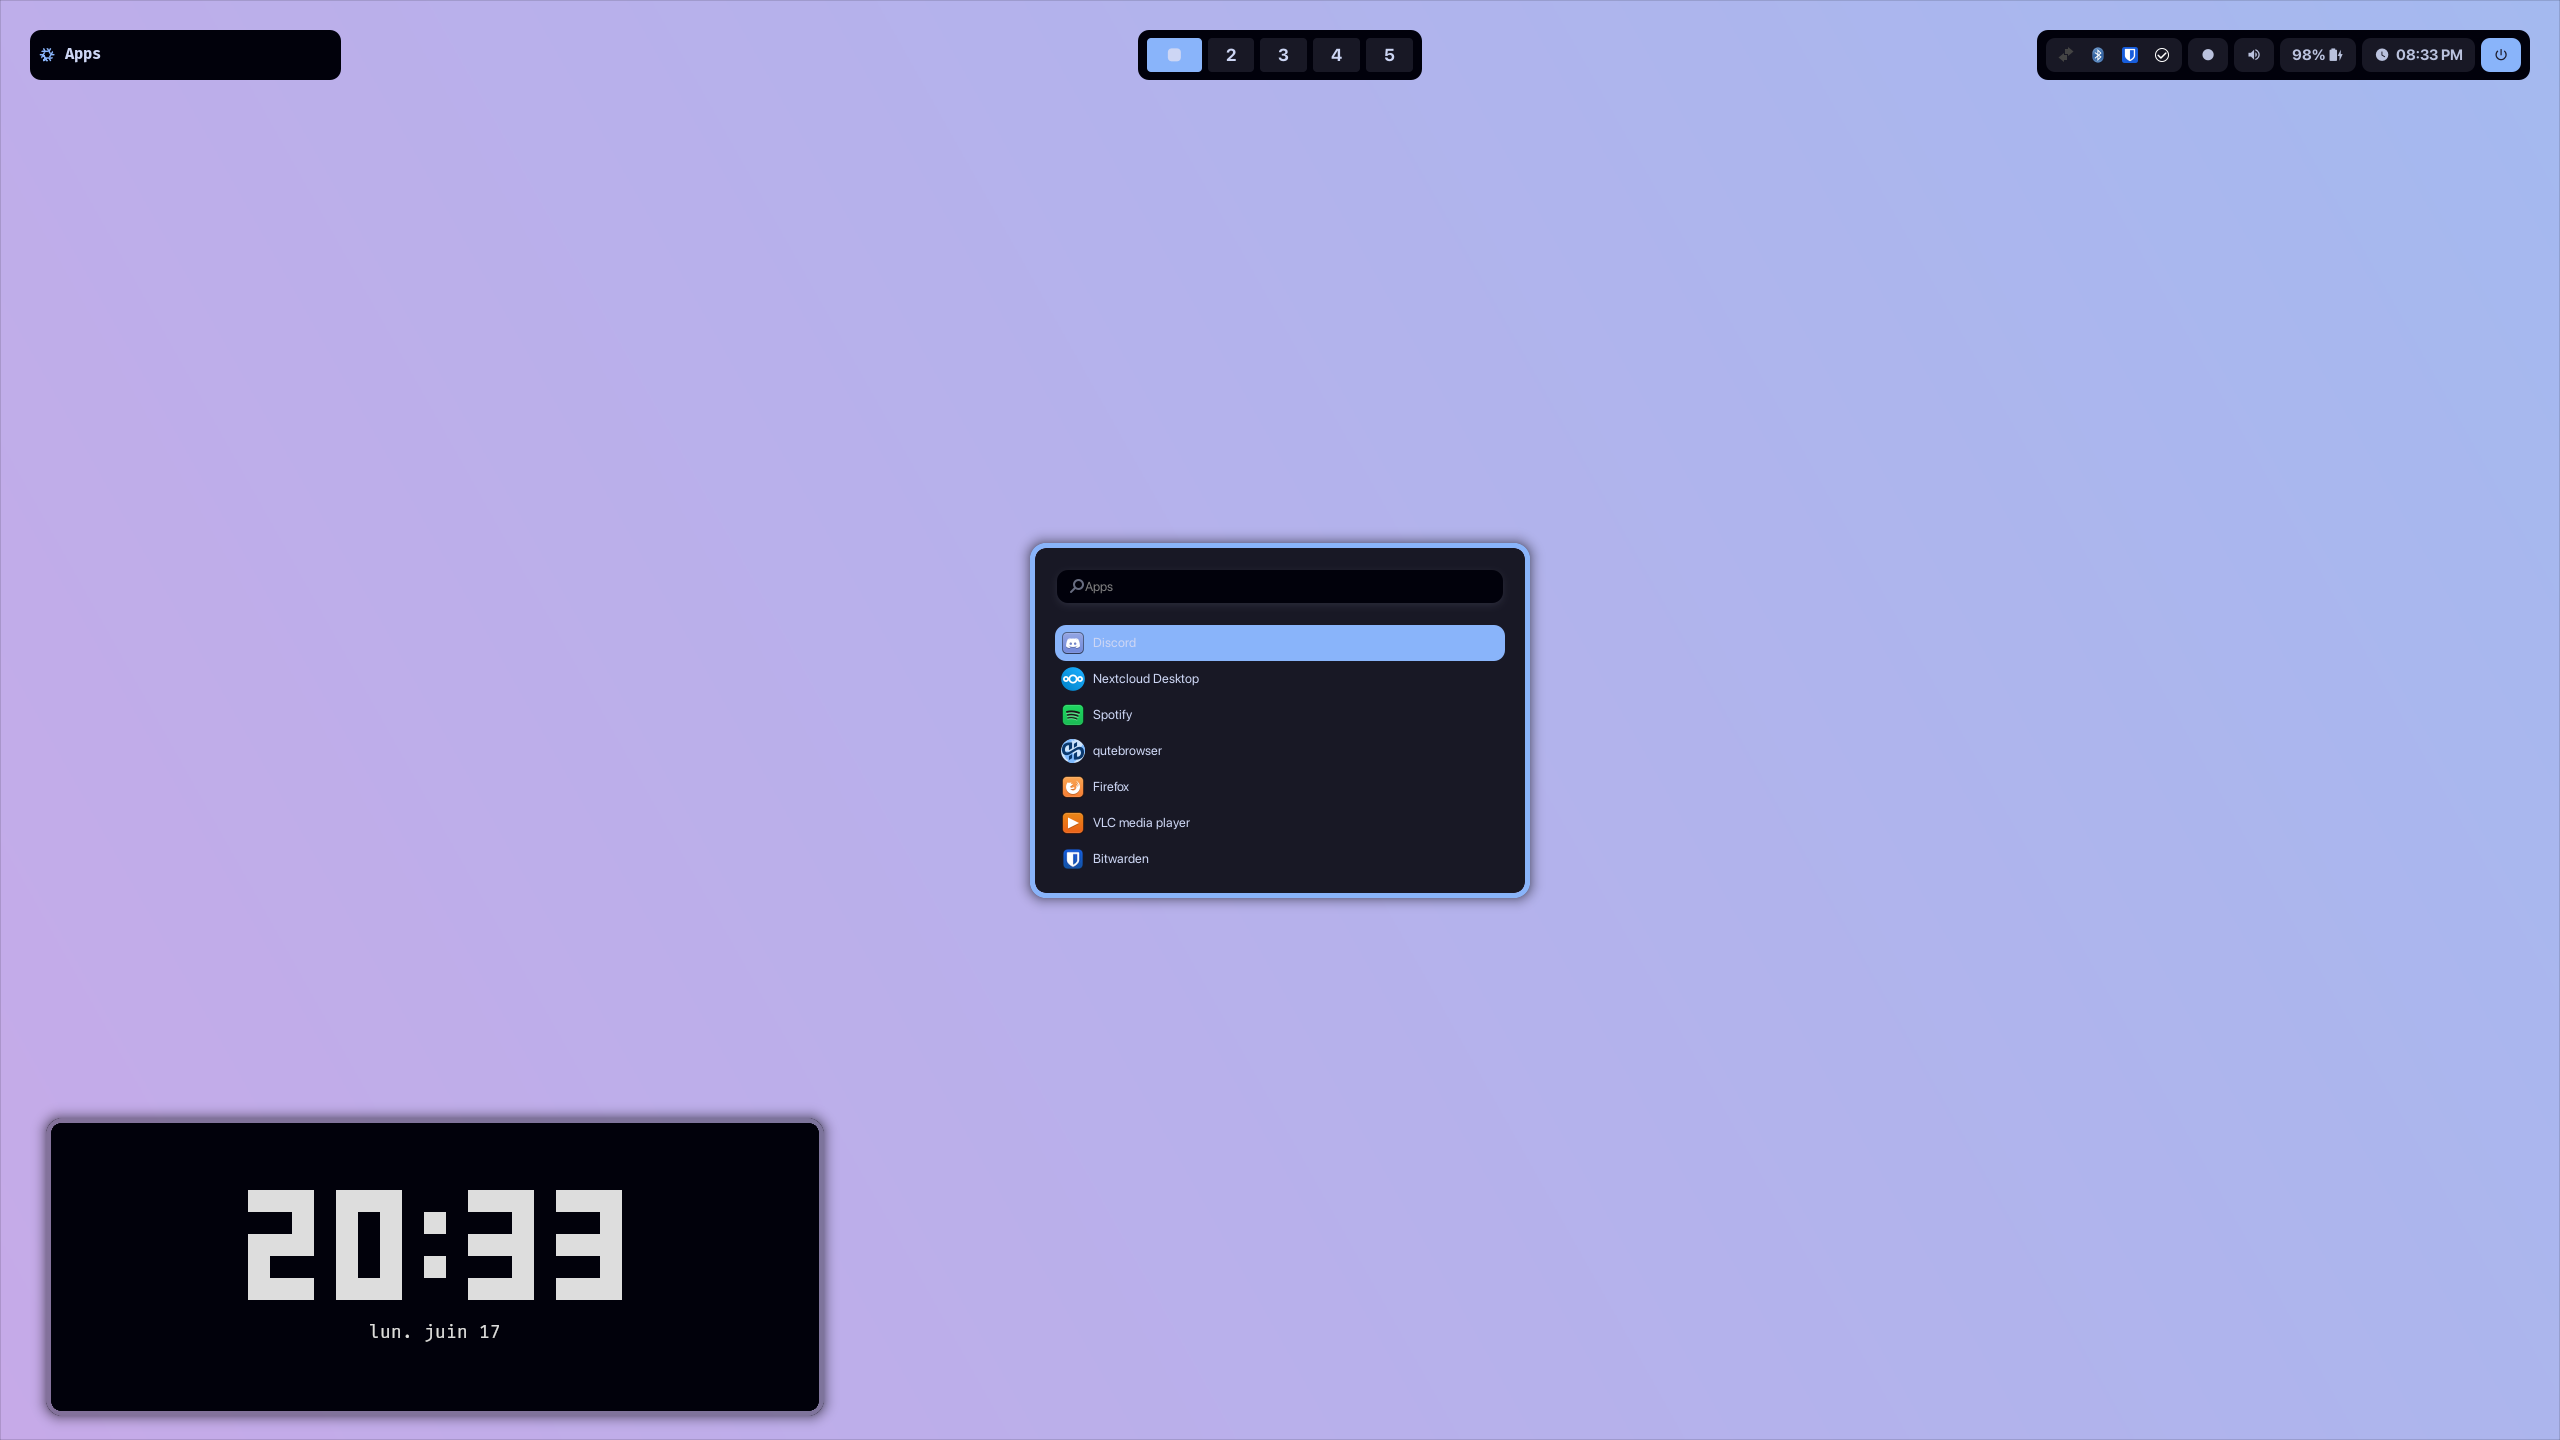 Apps
2 3 4 5
98% 08:33 PM
Apps
Discord
Nextcloud Desktop
Spotify
qutebrowser
Firefox
VLC media player
Bitwarden
20:33
lun. juin 17